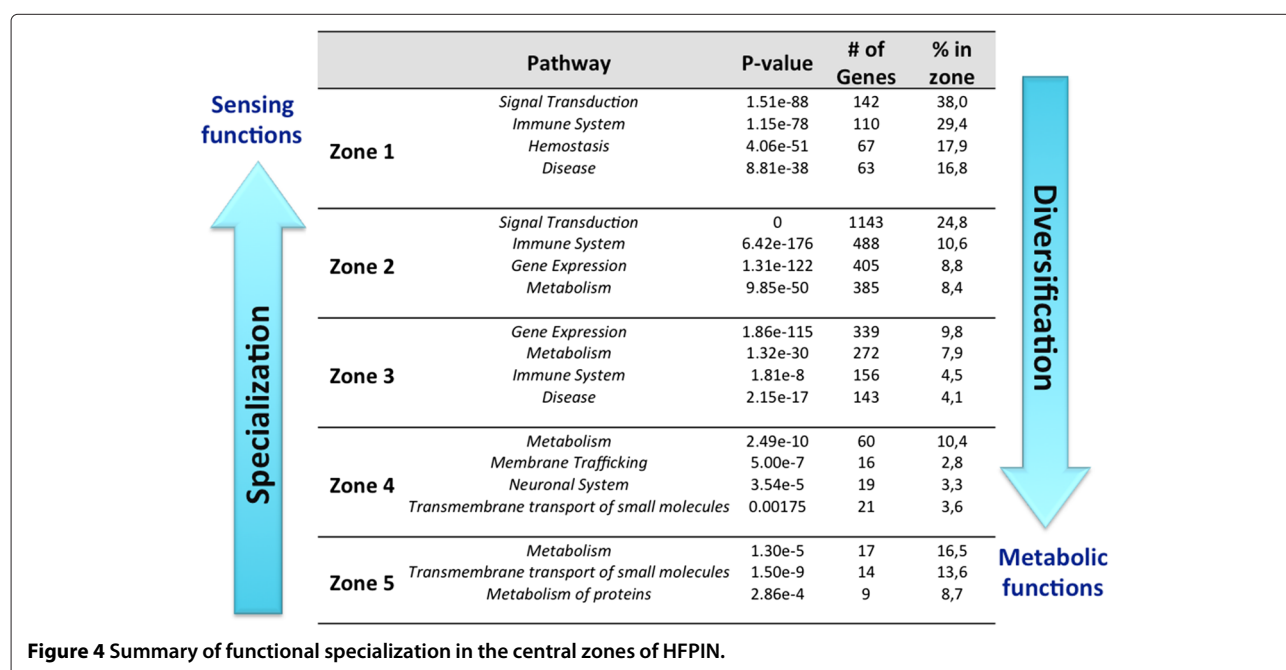 Pathway P-value # of Genes % in zone
Sensing functions
Specialization
Zone 1
Signal Transduction 1.51e-88 142 38,0
Immune System 1.15e-78 110 29,4
Hemostasis 4.06e-51 67 17,9
Disease 8.81e-38 63 16,8
Zone 2
Signal Transduction 0 1143 24,8
Immune System 6.42e-176 488 10,6
Gene Expression 1.31e-122 405 8,8
Metabolism 9.85e-50 385 8,4
Zone 3
Gene Expression 1.86e-115 339 9,8
Metabolism 1.32e-30 272 7,9
Immune System 1.81e-8 156 4,5
Disease 2.15e-17 143 4,1
Zone 4
Metabolism 2.49e-10 60 10,4
Membrane Trafficking 5.00e-7 16 2,8
Neuronal System 3.54e-5 19 3,3
Transmembrane transport of small molecules 0.00175 21 3,6
Zone 5
Metabolism 1.30e-5 17 16,5
Transmembrane transport of small molecules 1.50e-9 14 13,6
Metabolism of proteins 2.86e-4 9 8,7
Diversification
Metabolic functions
Figure 4 Summary of functional specialization in the central zones of HFPIN.